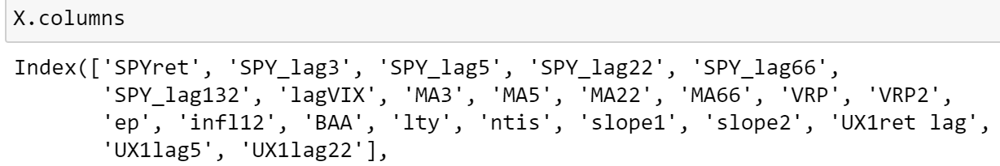 X.columns
Index(['SPYret', 'SPY_lag3', 'SPY_lag5', 'SPY_lag22', 'SPY_lag66',
'SPY_lag132', 'lagVIX', 'MA3', 'MA5', 'MA22', 'MA66', 'VRP', 'VRP2',
'ep', 'infl12', 'BAA', 'lty', 'ntis', 'slope1', 'slope2', 'UX1ret lag',
'UX1lag5', 'UX1lag22'],